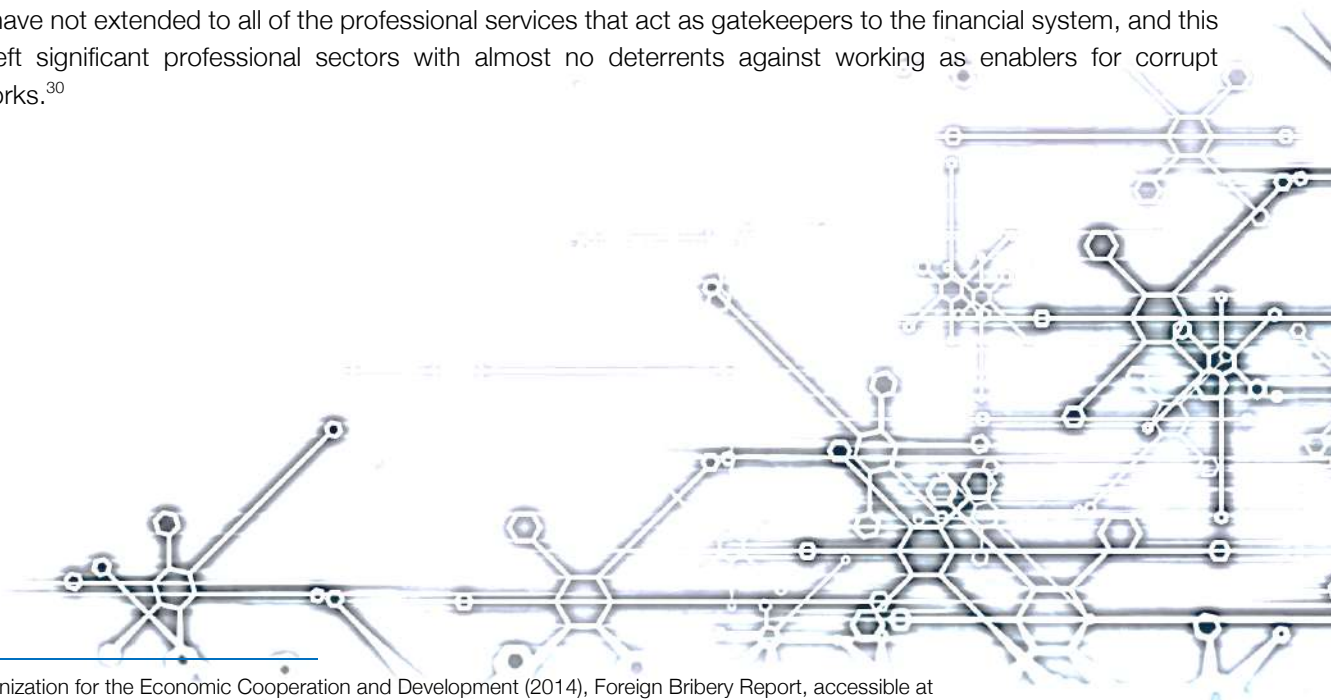 have not extended to all of the professional services that act as gatekeepers to the financial system, and this
eft significant professional sectors with almost no deterrents against working as enablers for corrupt
orks.30
nization for the Economic Cooperation and Development (2014), Foreign Bribery Report, accessible at